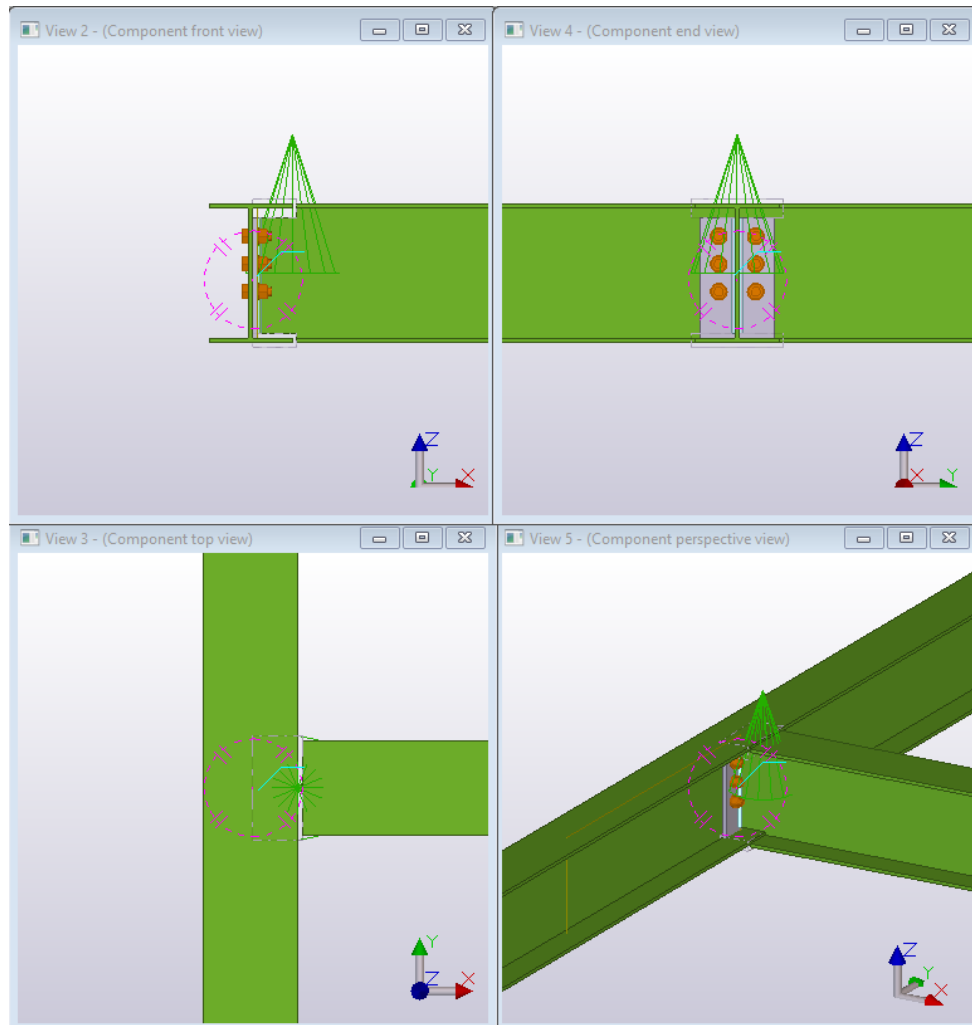 View 2 - (Component front view)
View 4 - (Component end view)
Z
Y
X
Z
X
Y
View 3 - (Component top view)
View 5 - (Component perspective view)
Y
Z
X
Z
Y
X